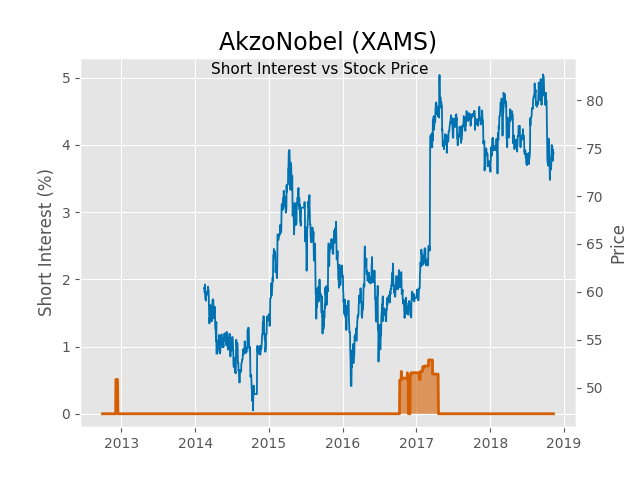 AkzoNobel (XAMS)
Short Interest vs Stock Price
Short Interest (%)
5
4
3
2
1
0
80
75
70
65
60
55
50
Price
2013 2014 2015 2016 2017 2018 2019